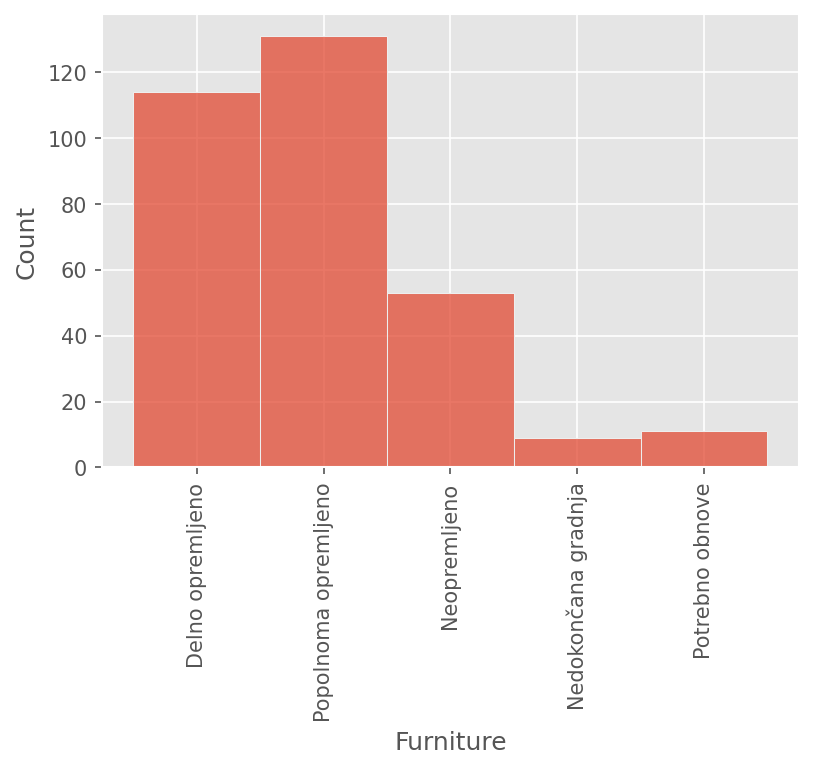 120
100
80
60
40
20
0
Count
Delno opremljeno
Popolnoma opremljeno
Neopremljeno
Nedokončana gradnja
Potrebno obnove
Furniture